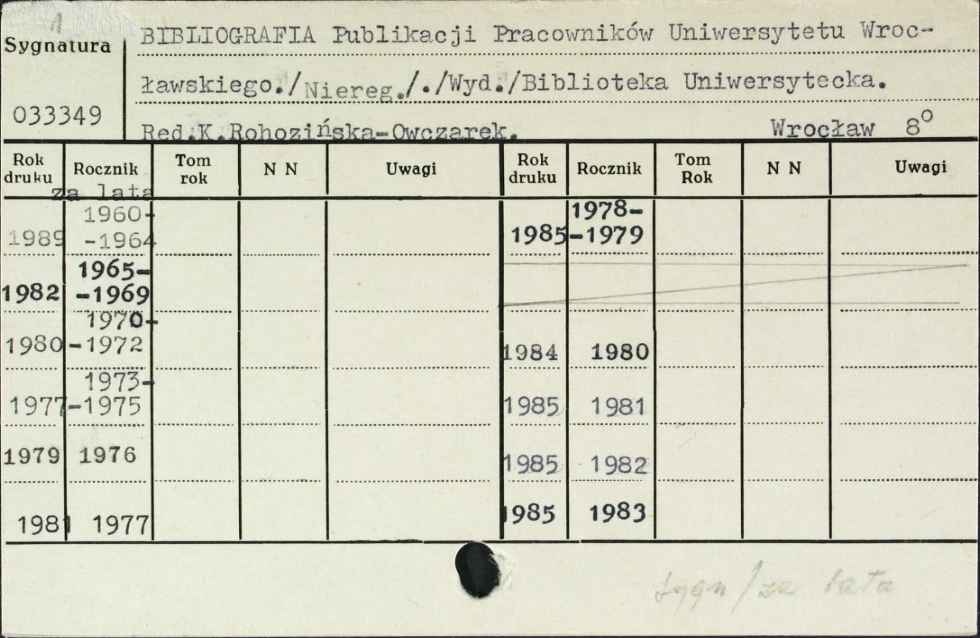 1
Sygnatura
BIBLIOGRAFIA Publikacji Pracowników Uniwersytetu Wroc-
ławskiego./Niereg./../Wyd./Biblioteka Uniwersytecka.
033349
Red.K.Rohozińska-Owczarek. Wrocław 8°
Rok druku Rocznik Tom rok N N Uwagi Rok druku Rocznik Tom Rok N N Uwagi
za lata
1960-
1989 -1964
1965-
1982 -1969
1970-
1980 -1972
1973-
1977 -1975
1979 1976
1981 1977
1978-
1985 -1979
1984 1980
1985 1981
1985 1982
1985 1983
sygn/za lata